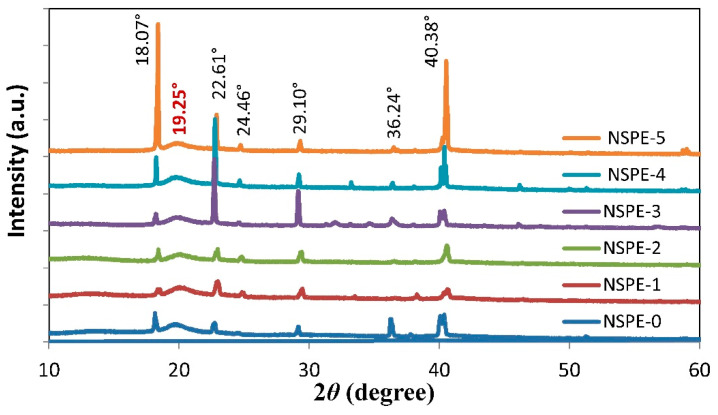 18.07°
19.25°
22.61°
24.46°
29.10°
36.24°
40.38°
Intensity (a.u.)
NSPE-5
NSPE-4
NSPE-3
NSPE-2
NSPE-1
NSPE-0
10 20 30 40 50 60
2θ (degree)